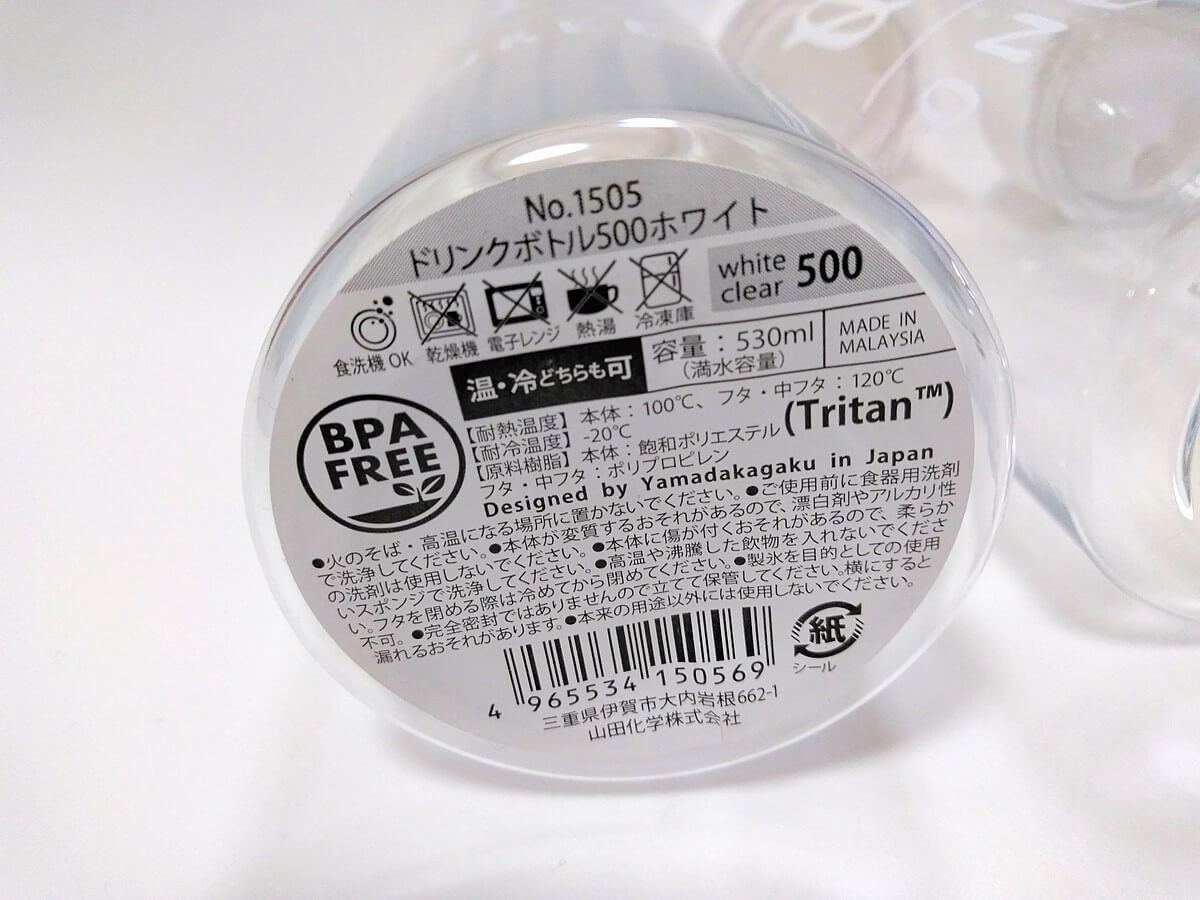 No.1505
ドリンクボトル500ホワイト
white clear 500
食洗機 OK 乾燥機 電子レンジ 熱湯 冷凍庫
温・冷どちらも可
容量：530ml
(満水容量)
MADE IN
MALAYSIA
BPA
FREE
【耐熱温度】本体：100℃、フタ・中フタ：120℃
【耐冷温度】-20℃
【原料樹脂】本体：飽和ポリエステル (Tritan™)
フタ・中フタ：ポリプロピレン
Designed by Yamadakagaku in Japan
●火のそば・高温になる場所に置かないでください。●ご使用前に食器用洗剤
で洗浄してください。●本体が変質するおそれがあるので、漂白剤やアルカリ性
の洗剤は使用しないでください。●本体に傷が付くおそれがあるので、柔らか
いスポンジで洗浄してください。●高温や沸騰した飲物を入れないでくださ
い。フタを閉める際は冷めてから閉めてください。●製氷を目的としての使用
不可。●完全密封ではありませんので立てて保管してください。横にすると
漏れるおそれがあります。●本来の用途以外には使用しないでください。
4 965534 150569
紙
シール
三重県伊賀市大内岩根662-1
山田化学株式会社